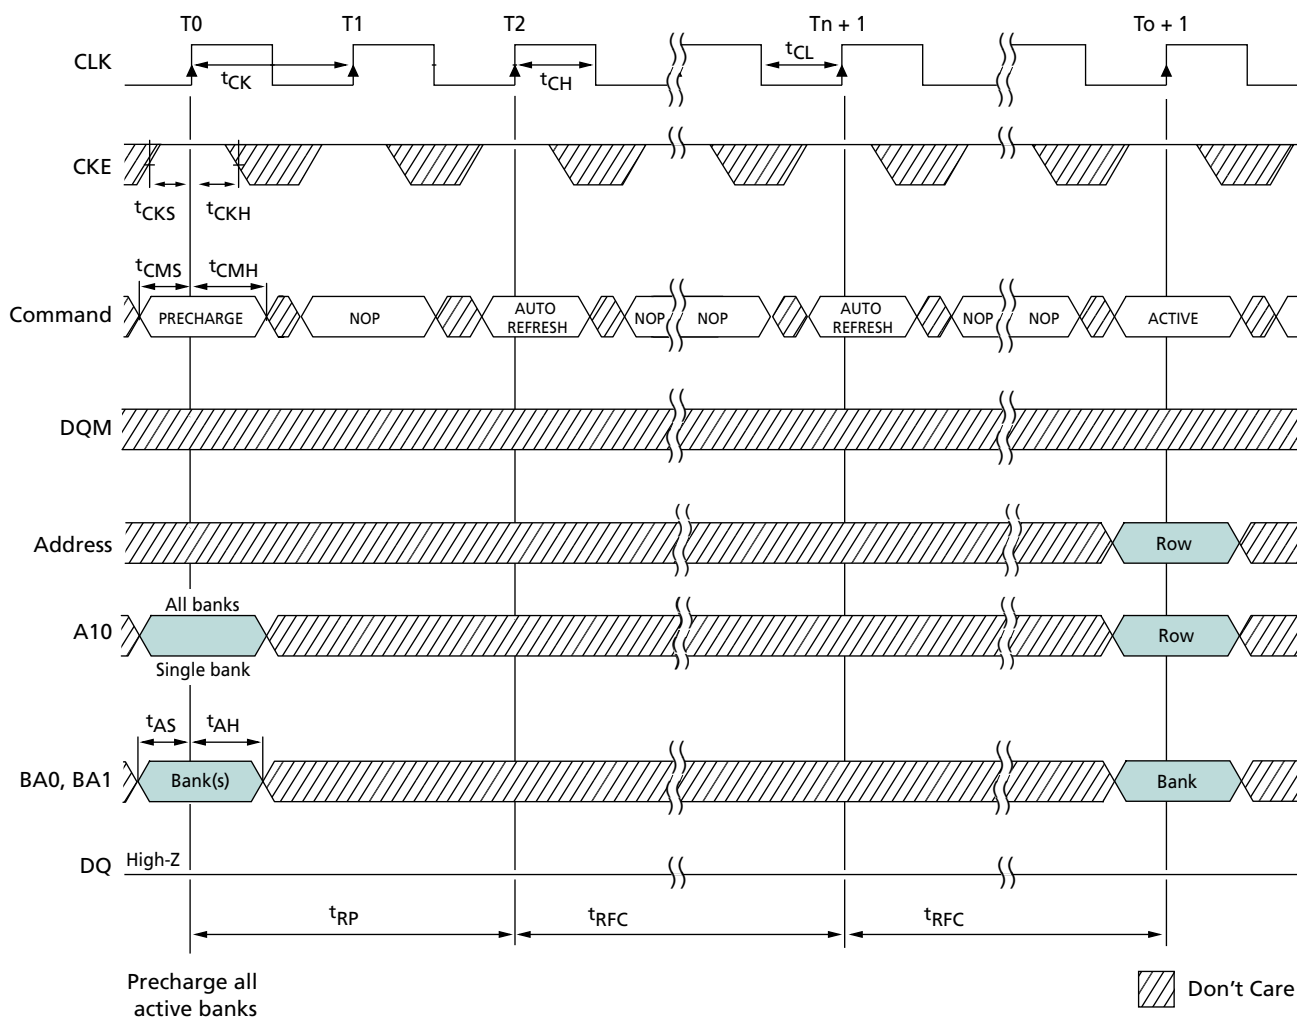 T0 T1 T2 Tn + 1 To + 1
CLK
tCK tCH tCL
CKE
tCKS tCKH
tCMS tCMH
Command
PRECHARGE NOP AUTO REFRESH NOP NOP AUTO REFRESH NOP NOP ACTIVE
DQM
Address Row
All banks
A10 Row
Single bank
tAS tAH
BA0, BA1 Bank(s) Bank
DQ High-Z
tRP tRFC tRFC
Precharge all
active banks
Don't Care